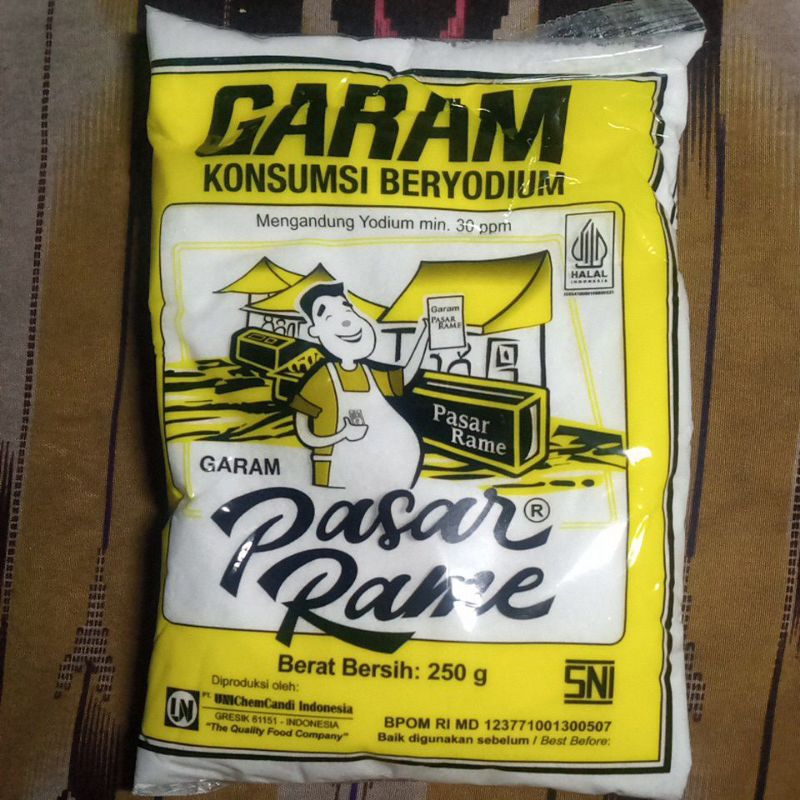 GARAM
KONSUMSI BERYODIUM
Mengandung Yodium min. 30 ppm
HALAL
INDONESIA
Garam
PASAR
RAME
Pasar
Rame
GARAM
Pasar®
Rame
Berat Bersih: 250 g
SNI
Diproduksi oleh:
PT. UNIChemCandi Indonesia
GRESIK 61151 - INDONESIA
"The Quality Food Company"
BPOM RI MD 123771001300507
Baik digunakan sebelum / Best Before: